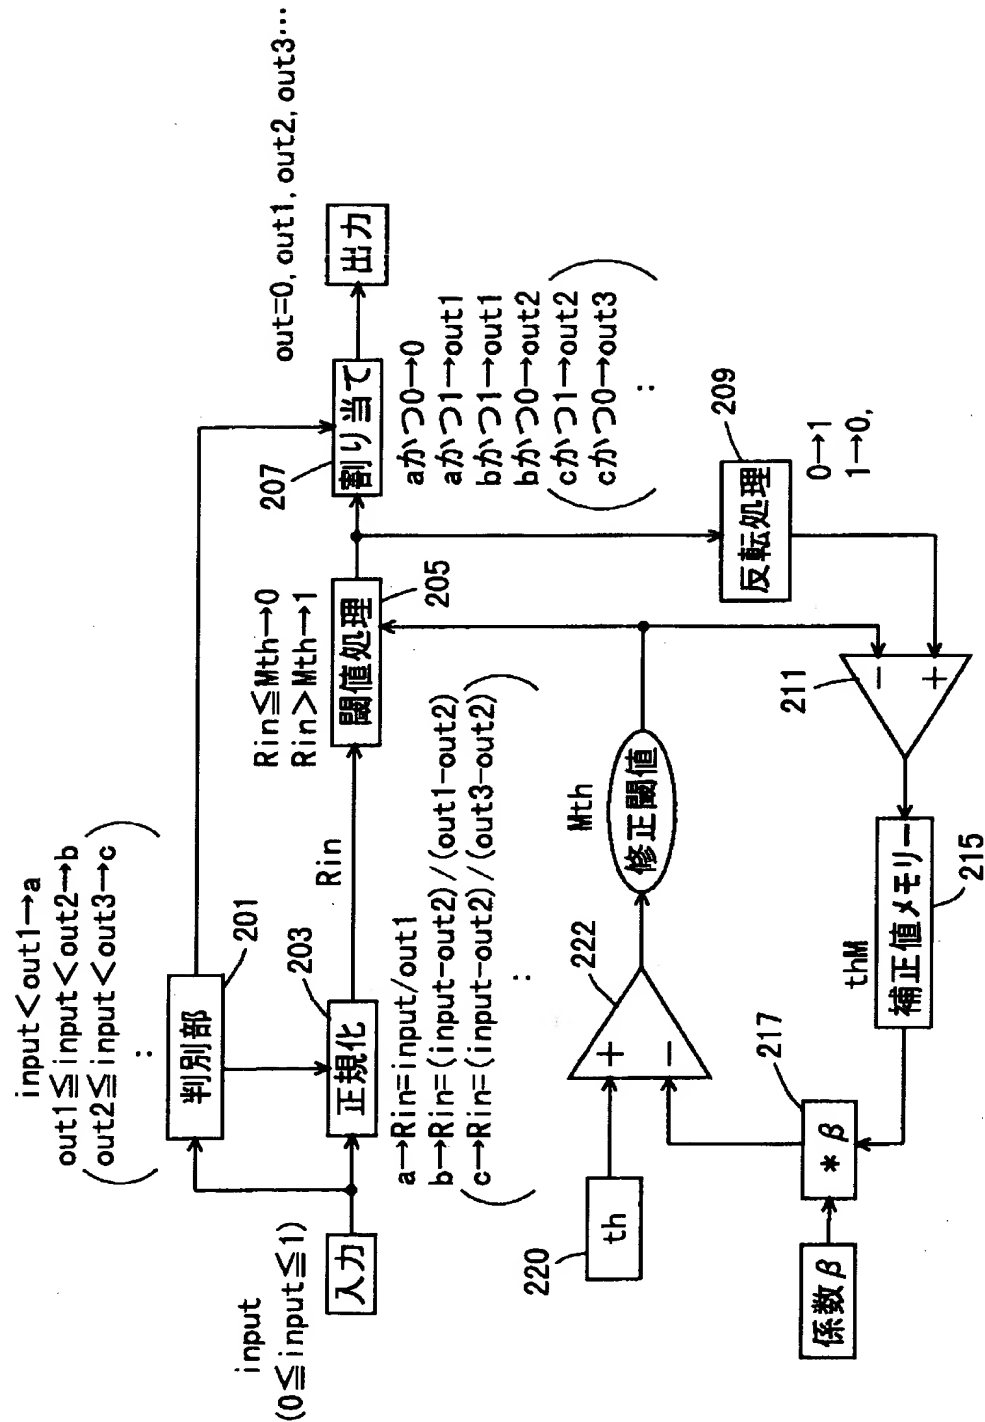 input
(0≦input≦1)
入力
input<out1→a
out1≦input<out2→b
out2≦input<out3→c
:
判別部
201
正規化
203
a→Rin=input/out1
b→Rin=(input-out2)/(out1-out2)
c→Rin=(input-out2)/(out3-out2)
:
Rin
Rin≦Mth→0
Rin>Mth→1
閾値処理
205
207
割り当て
出力
out=0, out1, out2, out3…
aかつ0→0
aかつ1→out1
bかつ1→out1
bかつ0→out2
cかつ1→out2
cかつ0→out3
:
反転処理
209
0→1
1→0,
211
−
+
thM
補正値メモリー
215
217
*β
係数β
220
th
222
+
−
Mth
修正閾値